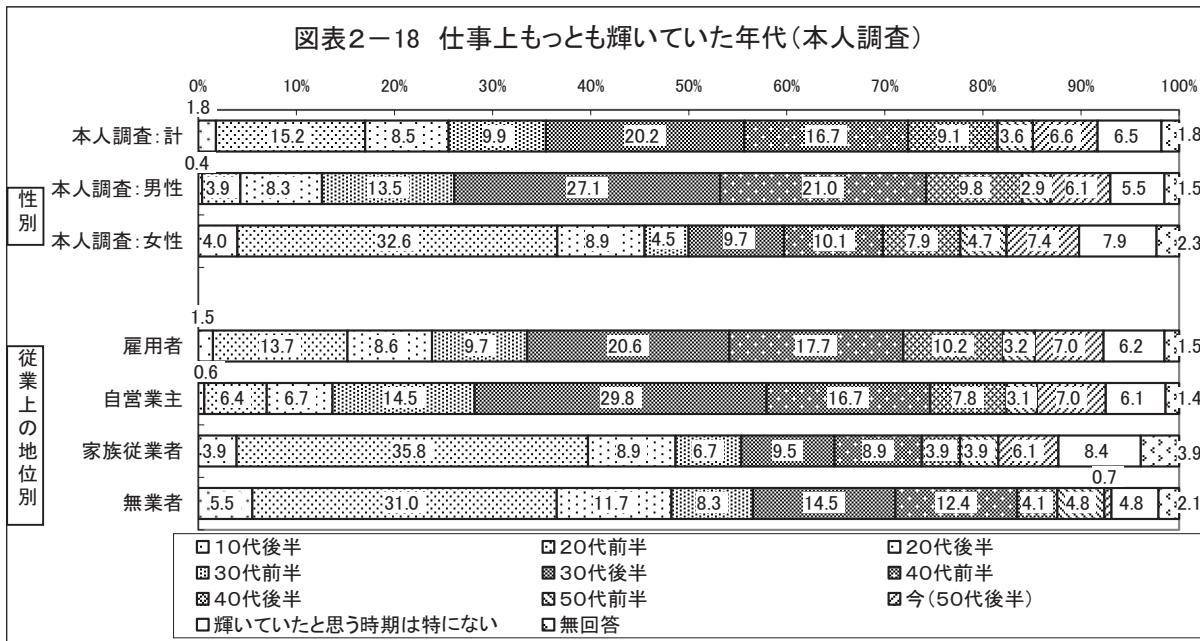 図表2－18 仕事上もっとも輝いていた年代(本人調査)
0% 10% 20% 30% 40% 50% 60% 70% 80% 90% 100%
1.8
本人調査:計 15.2 8.5 9.9 20.2 16.7 9.1 3.6 6.6 6.5 1.8
0.4
本人調査:男性 3.9 8.3 13.5 27.1 21.0 9.8 2.9 6.1 5.5 1.5
性別
本人調査:女性 4.0 32.6 8.9 4.5 9.7 10.1 7.9 4.7 7.4 7.9 2.3
1.5
雇用者 13.7 8.6 9.7 20.6 17.7 10.2 3.2 7.0 6.2 1.5
0.6
自営業主 6.4 6.7 14.5 29.8 16.7 7.8 3.1 7.0 6.1 1.4
従業上の地位別
家族従業者 3.9 35.8 8.9 6.7 9.5 8.9 3.9 3.9 6.1 8.4 3.9
0.7
無業者 5.5 31.0 11.7 8.3 14.5 12.4 4.1 4.8 4.8 2.1
10代後半 20代前半 20代後半
30代前半 30代後半 40代前半
40代後半 50代前半 今(50代後半)
輝いていたと思う時期は特にない 無回答